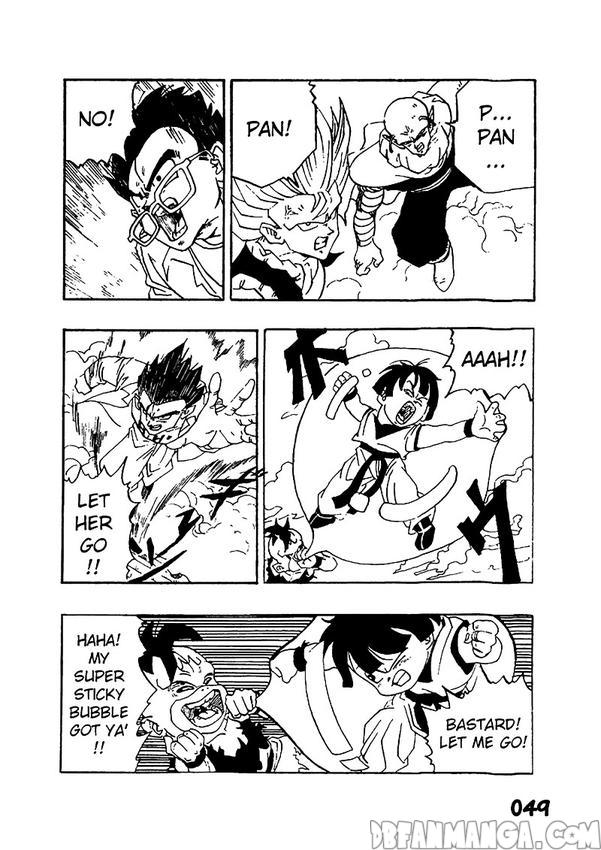 P...
PAN
...
PAN!
NO!
AAAH!!
LET
HER
GO
!!
BASTARD!
LET ME GO!
HAHA!
MY
SUPER
STICKY
BUBBLE
GOT YA'
!!
049
DBFANMANGA.COM